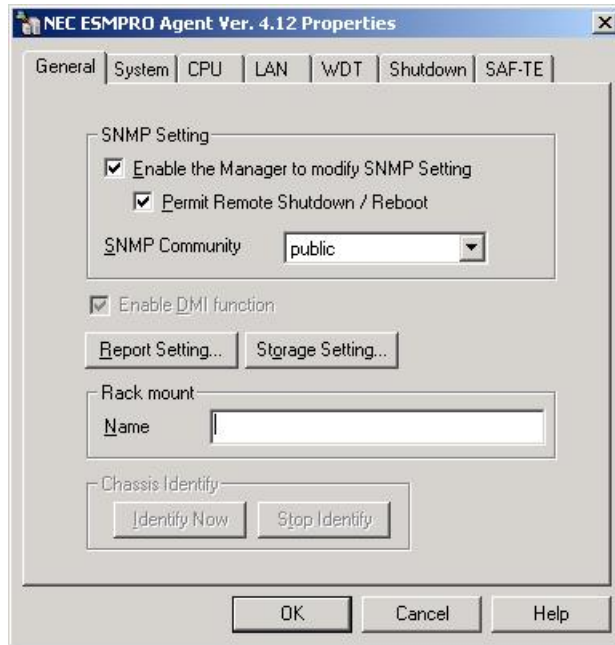 NEC ESMPRO Agent Ver. 4.12 Properties
General System CPU LAN WDT Shutdown SAF-TE
SNMP Setting
Enable the Manager to modify SNMP Setting
Permit Remote Shutdown / Reboot
SNMP Community public
Enable DMI function
Report Setting... Storage Setting...
Rack mount
Name
Chassis Identify
Identify Now Stop Identify
OK Cancel Help